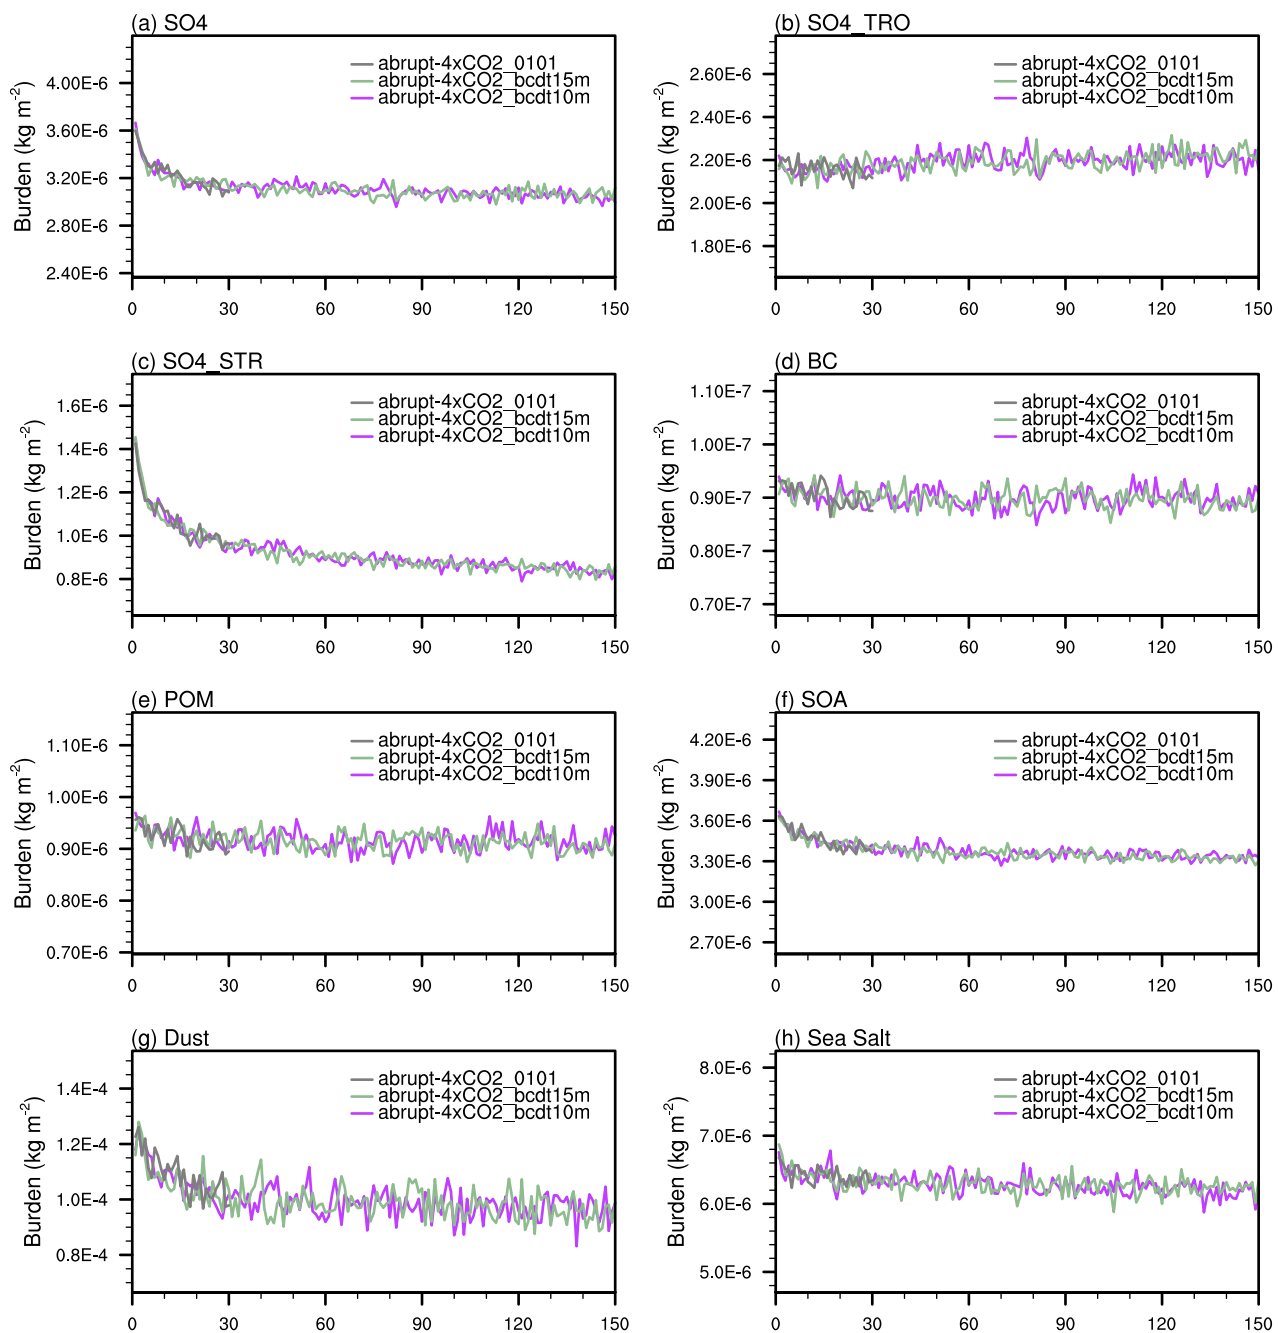 (a) SO4
abrupt-4xCO2_0101
abrupt-4xCO2_bcdt15m
abrupt-4xCO2_bcdt10m
Burden (kg m-2)
4.00E-6
3.60E-6
3.20E-6
2.80E-6
2.40E-6
0 30 60 90 120 150
(b) SO4_TRO
abrupt-4xCO2_0101
abrupt-4xCO2_bcdt15m
abrupt-4xCO2_bcdt10m
Burden (kg m-2)
2.60E-6
2.40E-6
2.20E-6
2.00E-6
1.80E-6
0 30 60 90 120 150
(c) SO4_STR
abrupt-4xCO2_0101
abrupt-4xCO2_bcdt15m
abrupt-4xCO2_bcdt10m
Burden (kg m-2)
1.6E-6
1.4E-6
1.2E-6
1.0E-6
0.8E-6
0 30 60 90 120 150
(d) BC
abrupt-4xCO2_0101
abrupt-4xCO2_bcdt15m
abrupt-4xCO2_bcdt10m
Burden (kg m-2)
1.10E-7
1.00E-7
0.90E-7
0.80E-7
0.70E-7
0 30 60 90 120 150
(e) POM
abrupt-4xCO2_0101
abrupt-4xCO2_bcdt15m
abrupt-4xCO2_bcdt10m
Burden (kg m-2)
1.10E-6
1.00E-6
0.90E-6
0.80E-6
0.70E-6
0 30 60 90 120 150
(f) SOA
abrupt-4xCO2_0101
abrupt-4xCO2_bcdt15m
abrupt-4xCO2_bcdt10m
Burden (kg m-2)
4.20E-6
3.90E-6
3.60E-6
3.30E-6
3.00E-6
2.70E-6
0 30 60 90 120 150
(g) Dust
abrupt-4xCO2_0101
abrupt-4xCO2_bcdt15m
abrupt-4xCO2_bcdt10m
Burden (kg m-2)
1.4E-4
1.2E-4
1.0E-4
0.8E-4
0 30 60 90 120 150
(h) Sea Salt
abrupt-4xCO2_0101
abrupt-4xCO2_bcdt15m
abrupt-4xCO2_bcdt10m
Burden (kg m-2)
8.0E-6
7.0E-6
6.0E-6
5.0E-6
0 30 60 90 120 150